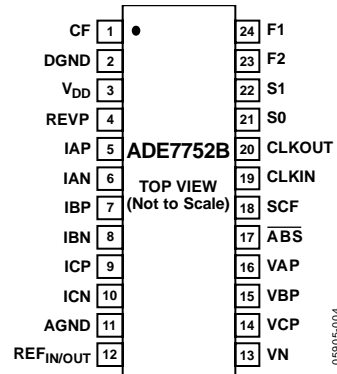 CF 1 24 F1
DGND 2 23 F2
VDD 3 22 S1
REVP 4 21 S0
IAP 5 ADE7752B 20 CLKOUT
IAN 6 TOP VIEW 19 CLKIN
IBP 7 (Not to Scale) 18 SCF
IBN 8 17 ABS
ICP 9 16 VAP
ICN 10 15 VBP
AGND 11 14 VCP
REFIN/OUT 12 13 VN
05905-004